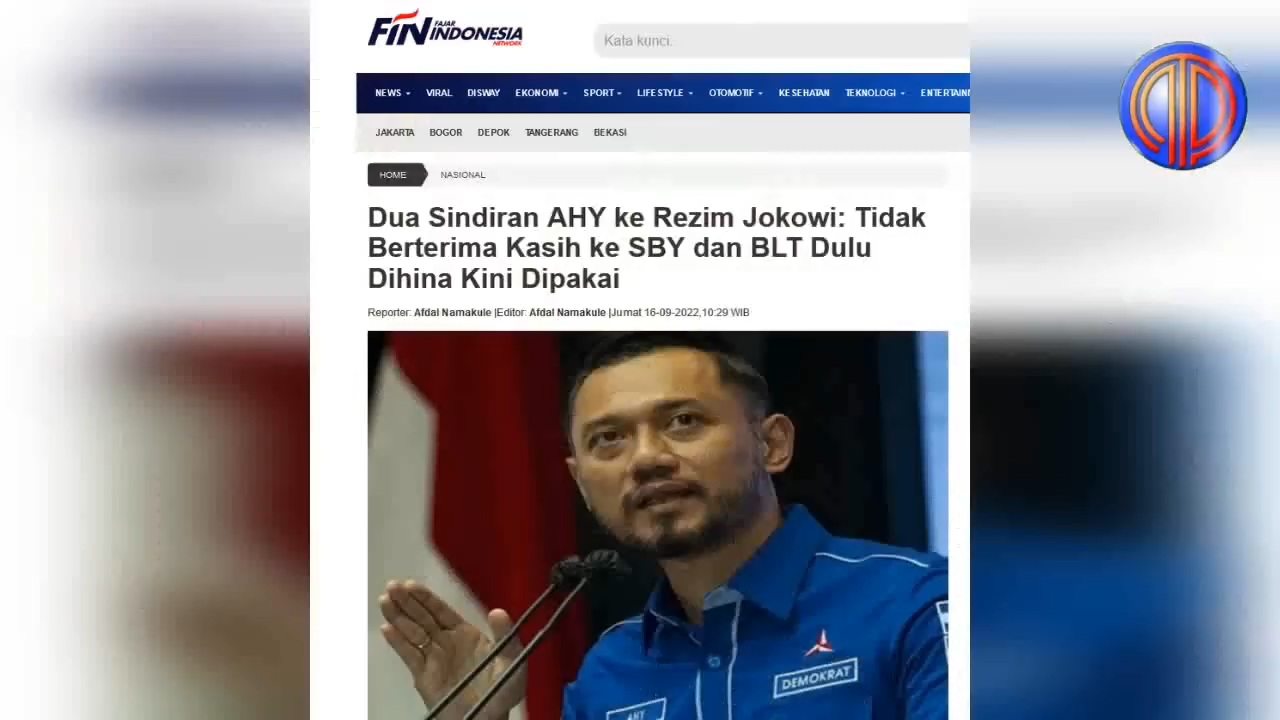 FIN FAJAR INDONESIA NETWORK
Kata kunci.
NEWS VIRAL DISWAY EKONOMI SPORT LIFESTYLE OTOMOTIF KESEHATAN TEKNOLOGI ENTERTAINM
JAKARTA BOGOR DEPOK TANGERANG BEKASI
HOME NASIONAL
Dua Sindiran AHY ke Rezim Jokowi: Tidak
Berterima Kasih ke SBY dan BLT Dulu
Dihina Kini Dipakai
Reporter: Afdal Namakule |Editor: Afdal Namakule |Jumat 16-09-2022,10:29 WIB
DEMOKRAT
AHY